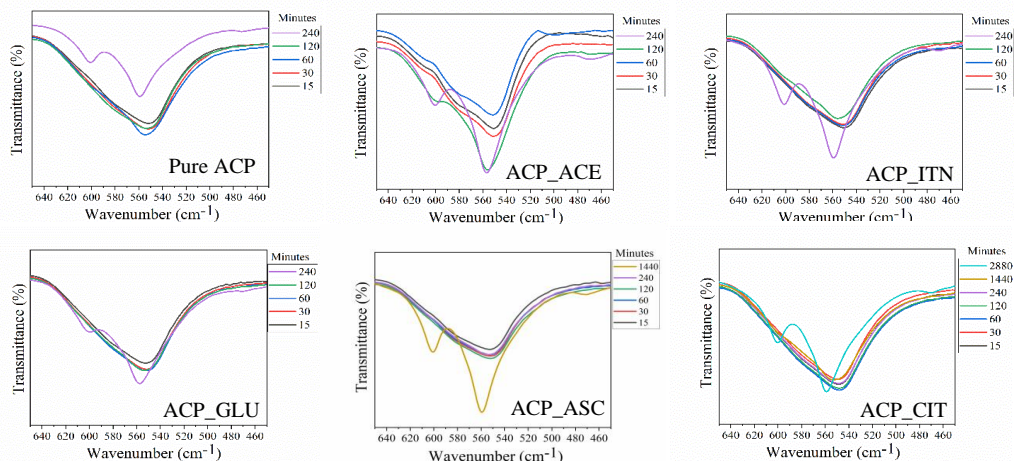 Minutes
240
120
60
30
15
Transmittance (%)
Pure ACP
640 620 600 580 560 540 520 500 480 460
Wavenumber (cm-1)
Minutes
240
120
60
30
15
Transmittance (%)
ACP_ACE
640 620 600 580 560 540 520 500 480 460
Wavenumber (cm-1)
Minutes
240
120
60
30
15
Transmittance (%)
ACP_ITN
640 620 600 580 560 540 520 500 480 460
Wavenumber (cm-1)
Minutes
240
120
60
30
15
Transmittance (%)
ACP_GLU
640 620 600 580 560 540 520 500 480 460
Wavenumber (cm-1)
Minutes
1440
240
120
60
30
15
Transmittance (%)
ACP_ASC
640 620 600 580 560 540 520 500 480 460
Wavenumber (cm-1)
Minutes
2880
1440
240
120
60
30
15
Transmittance (%)
ACP_CIT
640 620 600 580 560 540 520 500 480 460
Wavenumber (cm-1)